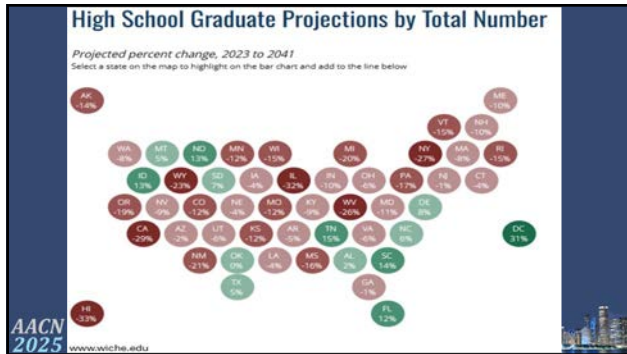 High School Graduate Projections by Total Number
Projected percent change, 2023 to 2041
Select a state on the map to highlight on the bar chart and add to the line below
AK
-14%
ME
-10%
VT
-15%
NH
-10%
WA
-8%
MT
5%
ND
13%
MN
-12%
WI
-15%
MI
-20%
NY
-27%
MA
-8%
RI
-15%
ID
13%
WY
-23%
SD
7%
IA
-4%
IL
-32%
IN
-10%
OH
-6%
PA
-17%
NJ
-1%
CT
-4%
OR
-19%
NV
-9%
CO
-12%
NE
-4%
MO
-12%
KY
-9%
WV
-26%
MD
-11%
DE
8%
CA
-29%
AZ
-2%
UT
-6%
KS
-12%
AR
-5%
TN
15%
VA
-6%
NC
6%
DC
31%
NM
-21%
OK
0%
LA
-4%
MS
-16%
AL
2%
SC
14%
TX
5%
GA
-1%
HI
-33%
FL
12%
AACN
2025
www.wiche.edu